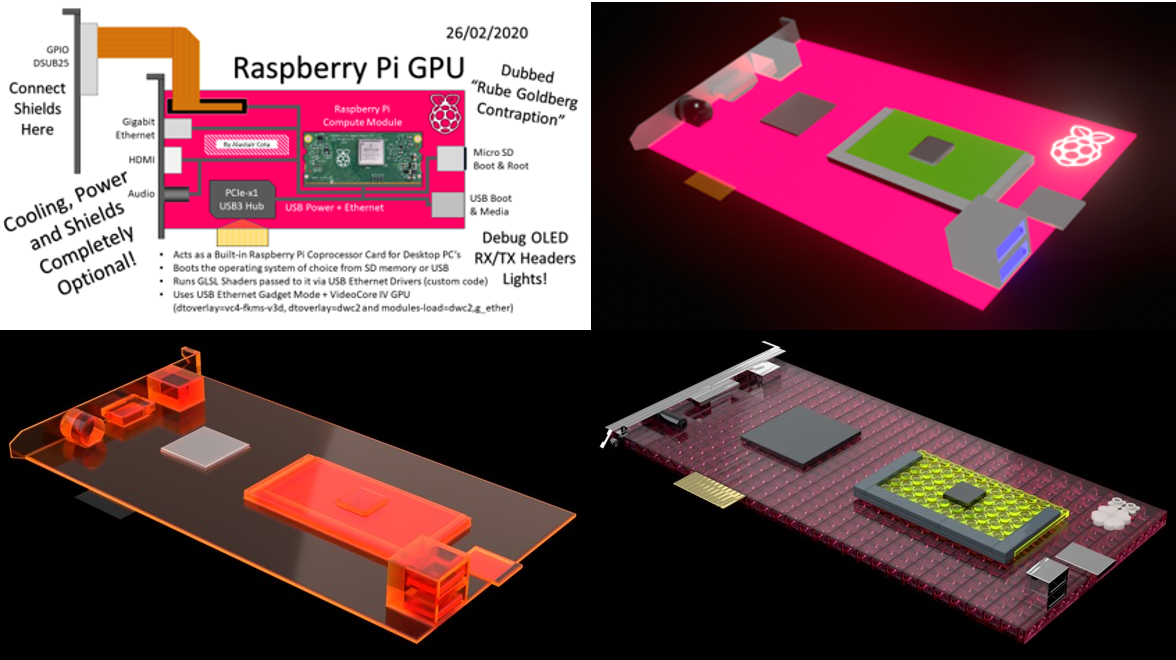 26/02/2020
Raspberry Pi GPU
Dubbed
“Rube Goldberg
Contraption”
GPIO
DSUB25
Connect
Shields
Here
Gigabit
Ethernet
HDMI
Audio
Raspberry Pi
Compute Module
By Alastair Cota
PCIe-x1
USB3 Hub
USB Power + Ethernet
Micro SD
Boot & Root
USB Boot
& Media
Cooling, Power
and Shields
Completely
Optional!
Debug OLED
RX/TX Headers
Lights!
• Acts as a Built-in Raspberry Pi Coprocessor Card for Desktop PC's
• Boots the operating system of choice from SD memory or USB
• Runs GLSL Shaders passed to it via USB Ethernet Drivers (custom code)
• Uses USB Ethernet Gadget Mode + VideoCore IV GPU
(dtoverlay=vc4-fkms-v3d, dtoverlay=dwc2 and modules-load=dwc2,g_ether)